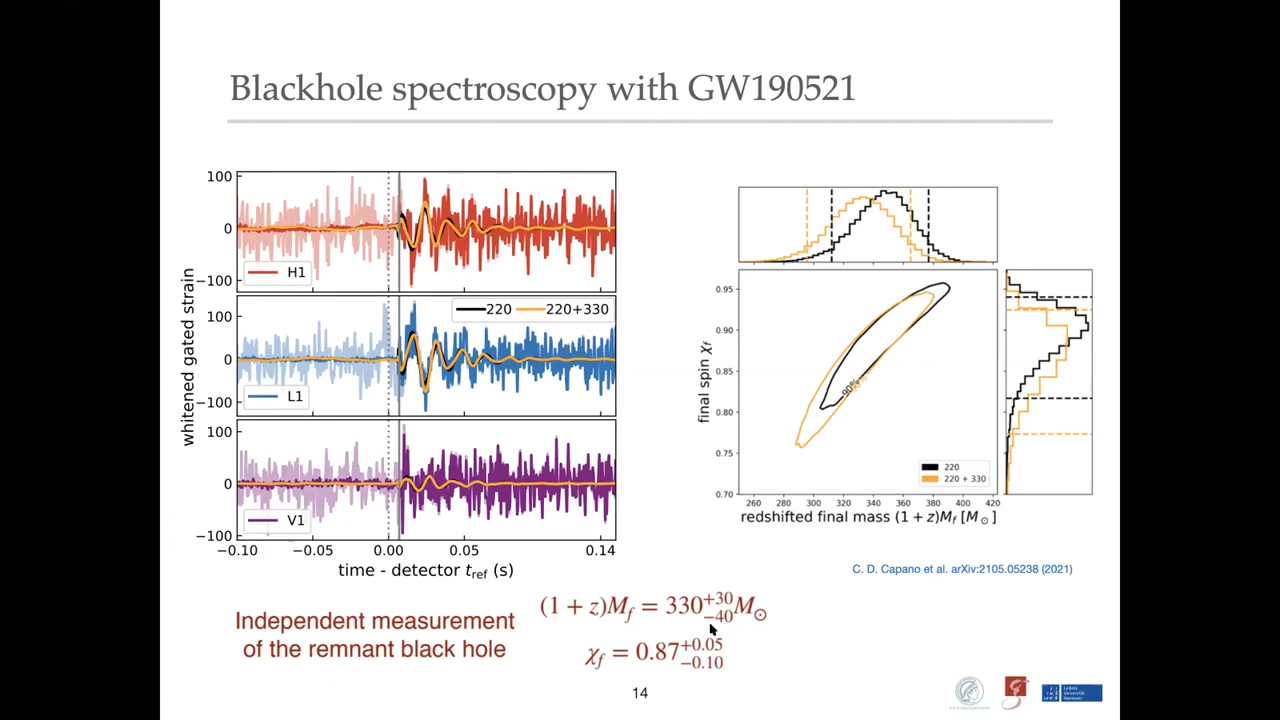 Blackhole spectroscopy with GW190521
100
0
−100
H1
100
0
−100
220
220+330
L1
100
0
−100
V1
whitened gated strain
−0.10
−0.05
0.00
0.05
0.14
time - detector t_ref (s)
0.95
0.90
0.85
0.80
0.75
0.70
final spin χ_f
90%
220
220 + 330
260
280
300
320
340
360
380
400
420
redshifted final mass (1 + z)M_f [M_⊙]
C. D. Capano et al. arXiv:2105.05238 (2021)
Independent measurement
of the remnant black hole
(1 + z)M_f = 330^{+30}_{−40}M_⊙
χ_f = 0.87^{+0.05}_{−0.10}
14